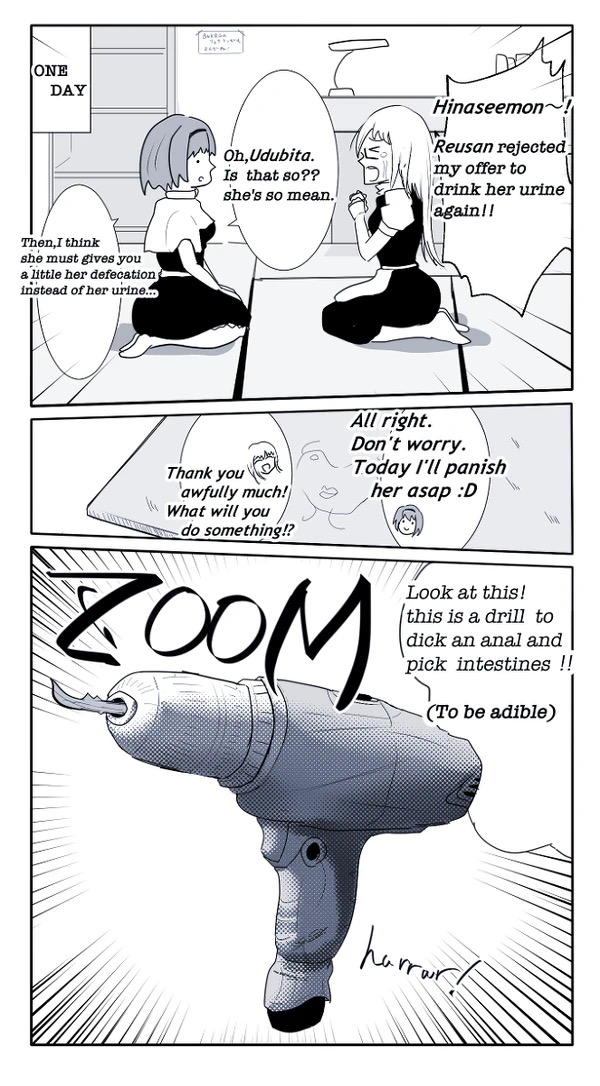 ONE
DAY
Hinaseemon～!
Reusan rejected
my offer to
drink her urine
again!!
Oh,Udubita.
Is that so??
she's so mean.
Then,I think
she must gives you
a little her defecation
instead of her urine...
All right.
Don't worry.
Today I'll panish
her asap :D
Thank you
awfully much!
What will you
do something!?
ZOOM
Look at this!
this is a drill to
dick an anal and
pick intestines !!
(To be adible)
harrar!